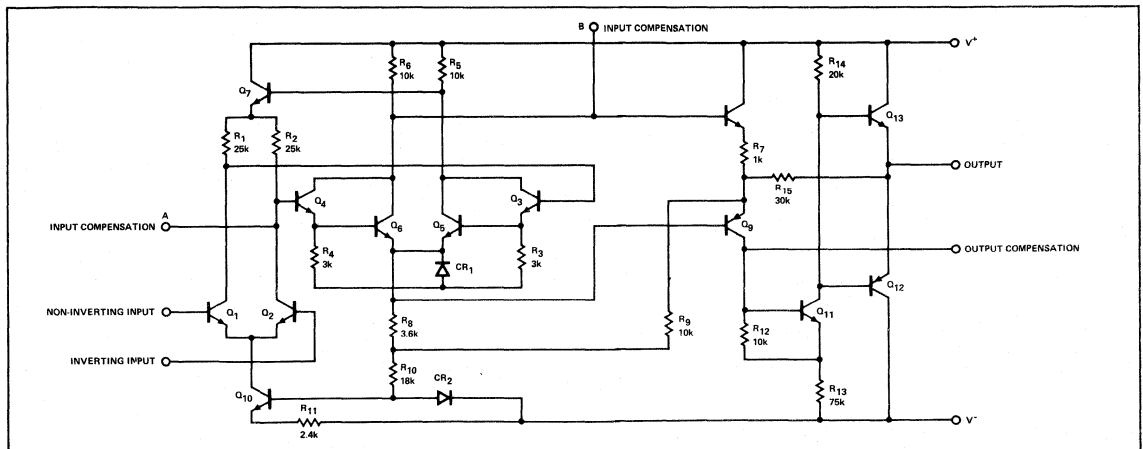 B INPUT COMPENSATION
V+
R6
10k
R5
10k
R14
20k
Q7
Q13
R1
25k
R2
25k
R7
1k
OUTPUT
R15
30k
Q4
Q3
A
INPUT COMPENSATION
Q6
Q5
Q9
R4
3k
R3
3k
CR1
OUTPUT COMPENSATION
Q12
NON-INVERTING INPUT
Q1
Q2
Q11
R8
3.6k
R9
10k
R12
10k
INVERTING INPUT
R10
18k
CR2
R13
75k
Q10
R11
2.4k
V-